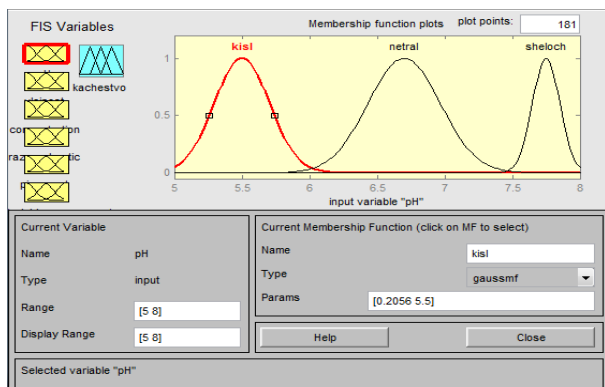 FIS Variables
Membership function plots
plot points:
181
kachestvo
kisl
netral
sheloch
1
0.5
0
5
5.5
6
6.5
7
7.5
8
input variable "pH"
Current Variable
Name
pH
Type
input
Range
[5 8]
Display Range
[5 8]
Current Membership Function (click on MF to select)
Name
kisl
Type
gaussmf
Params
[0.2056 5.5]
Help
Close
Selected variable "pH"